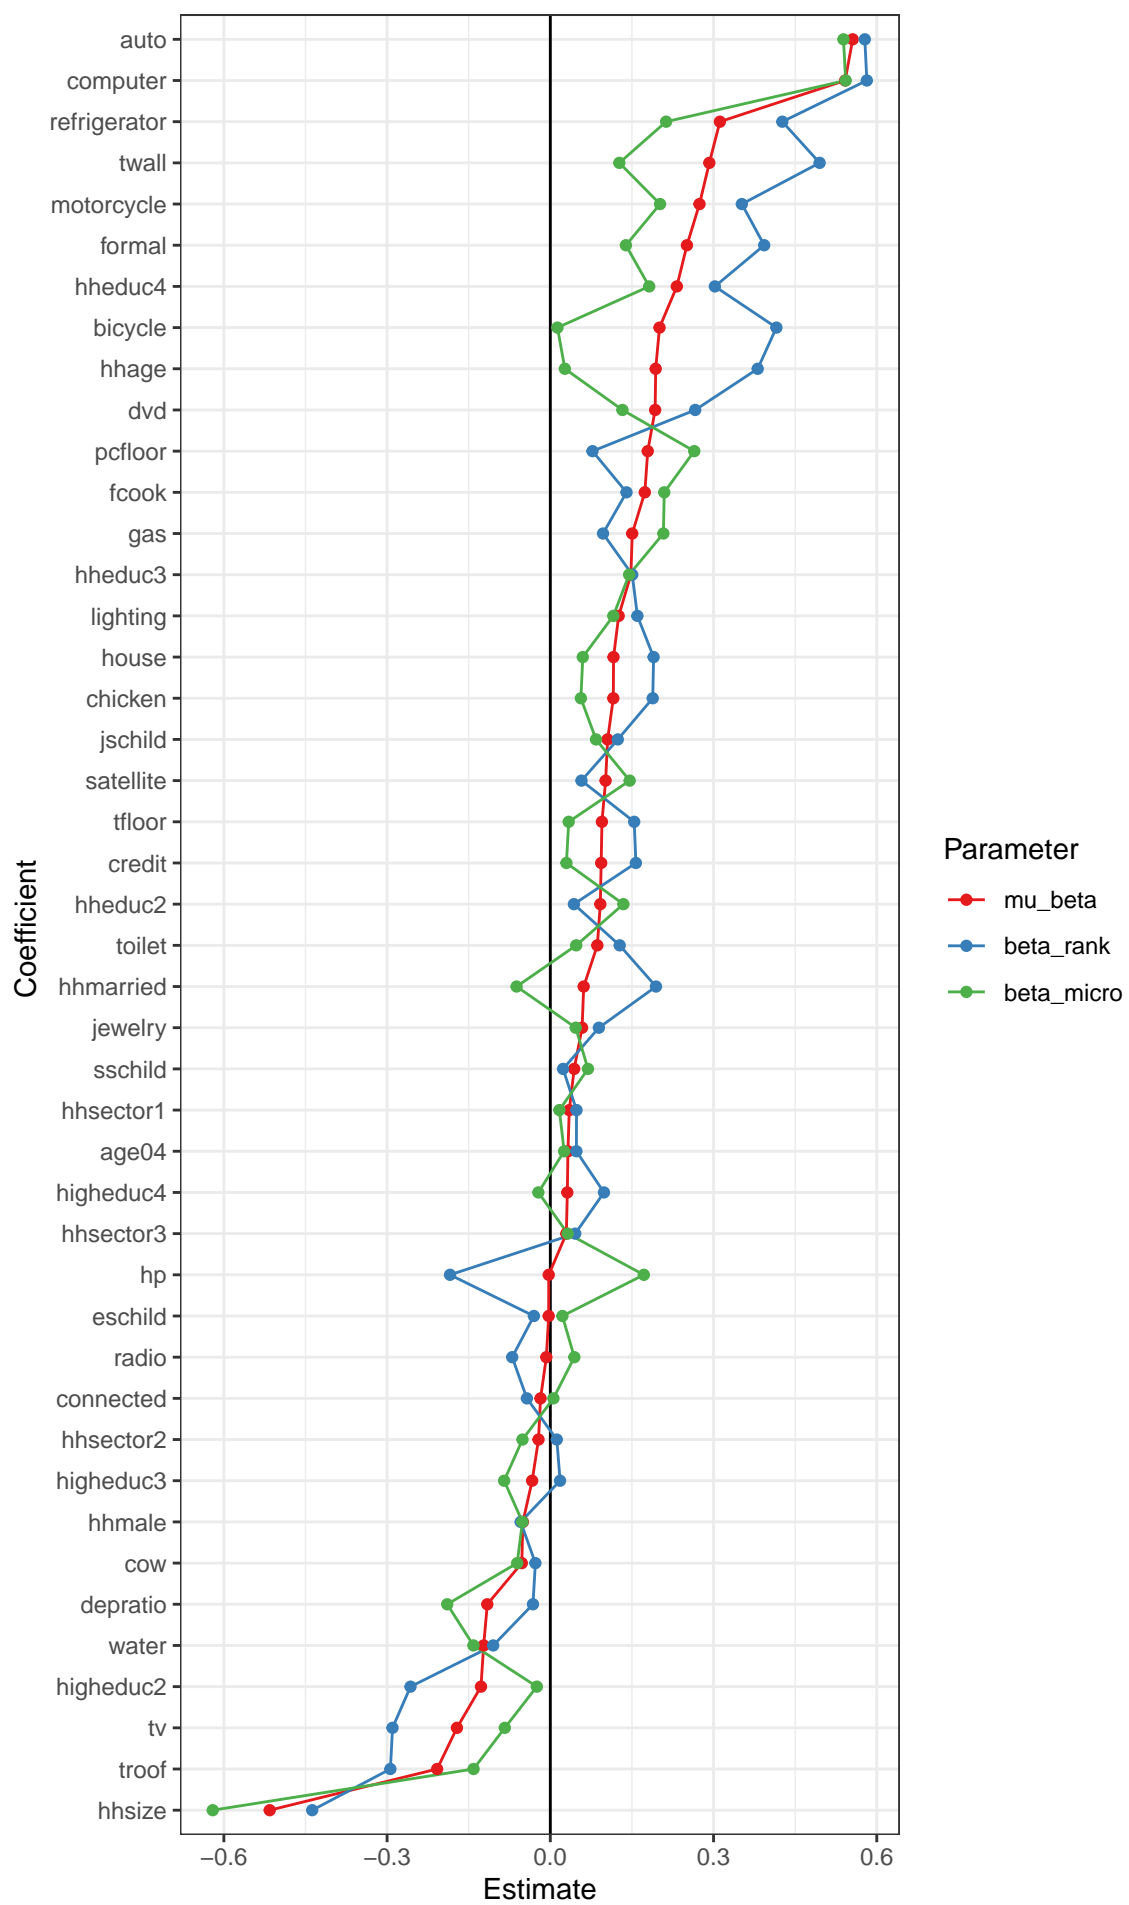 auto
computer
refrigerator
twall
motorcycle
formal
hheduc4
bicycle
hhage
dvd
pcfloor
fcook
gas
hheduc3
lighting
house
chicken
jschild
satellite
tfloor
credit
hheduc2
toilet
hhmarried
jewelry
sschild
hhsector1
age04
higheduc4
hhsector3
hp
eschild
radio
connected
hhsector2
higheduc3
hhmale
cow
depratio
water
higheduc2
tv
troof
hhsize
Coefficient
−0.6 −0.3 0.0 0.3 0.6
Estimate
Parameter
mu_beta
beta_rank
beta_micro